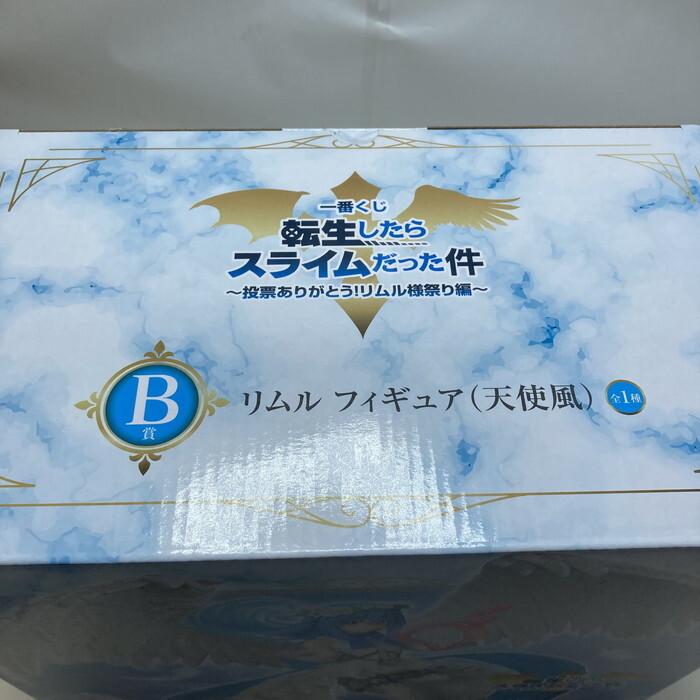 一番くじ
転生したら
スライムだった件
～投票ありがとう!リムル様祭り編～
B
賞
リムル フィギュア(天使風) 全1種